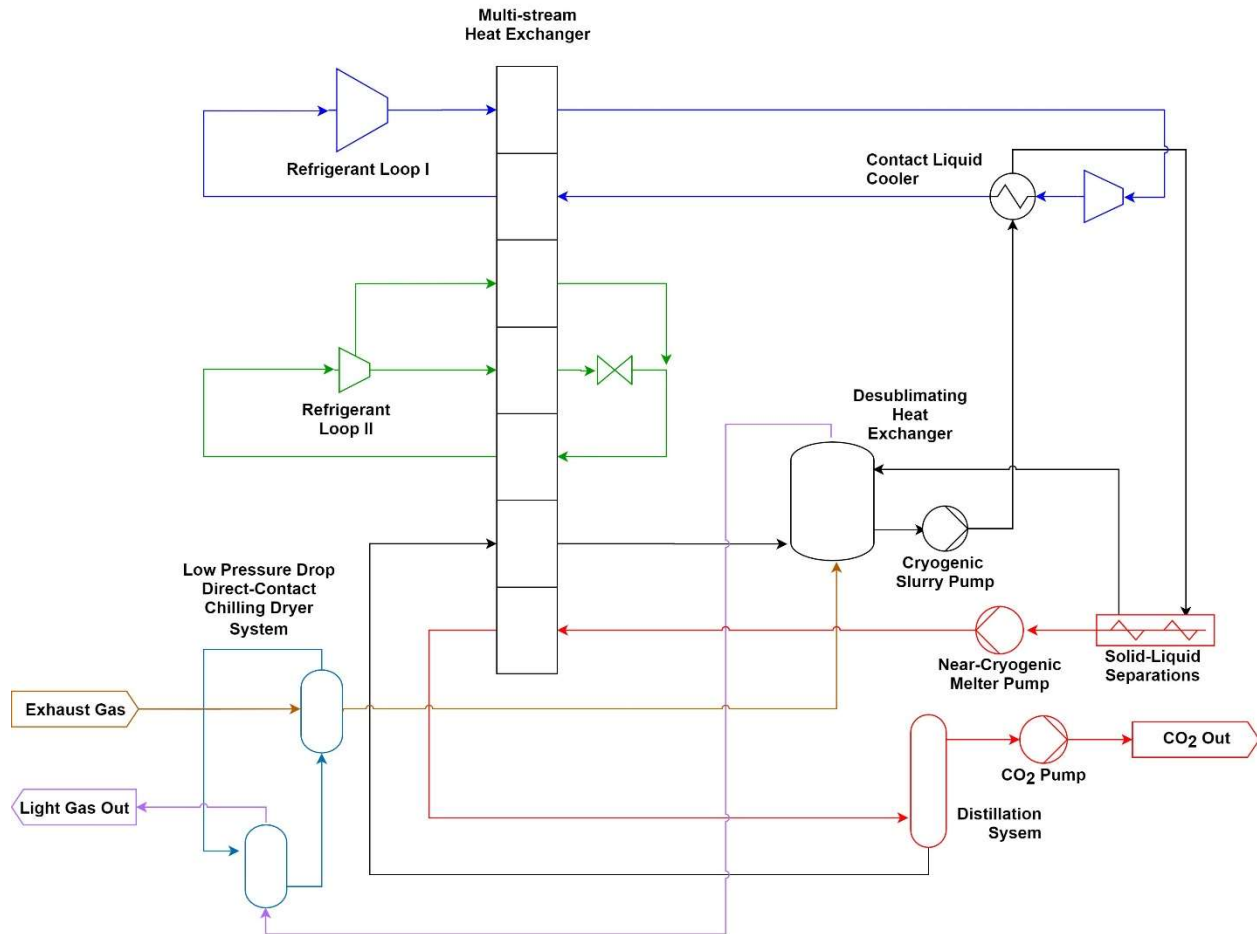 Multi-stream
Heat Exchanger
Refrigerant Loop I
Contact Liquid
Cooler
Refrigerant
Loop II
Desublimating
Heat
Exchanger
Cryogenic
Slurry Pump
Low Pressure Drop
Direct-Contact
Chilling Dryer
System
Near-Cryogenic
Melter Pump
Solid-Liquid
Separations
Exhaust Gas
CO2 Out
CO2 Pump
Light Gas Out
Distillation
Sysem